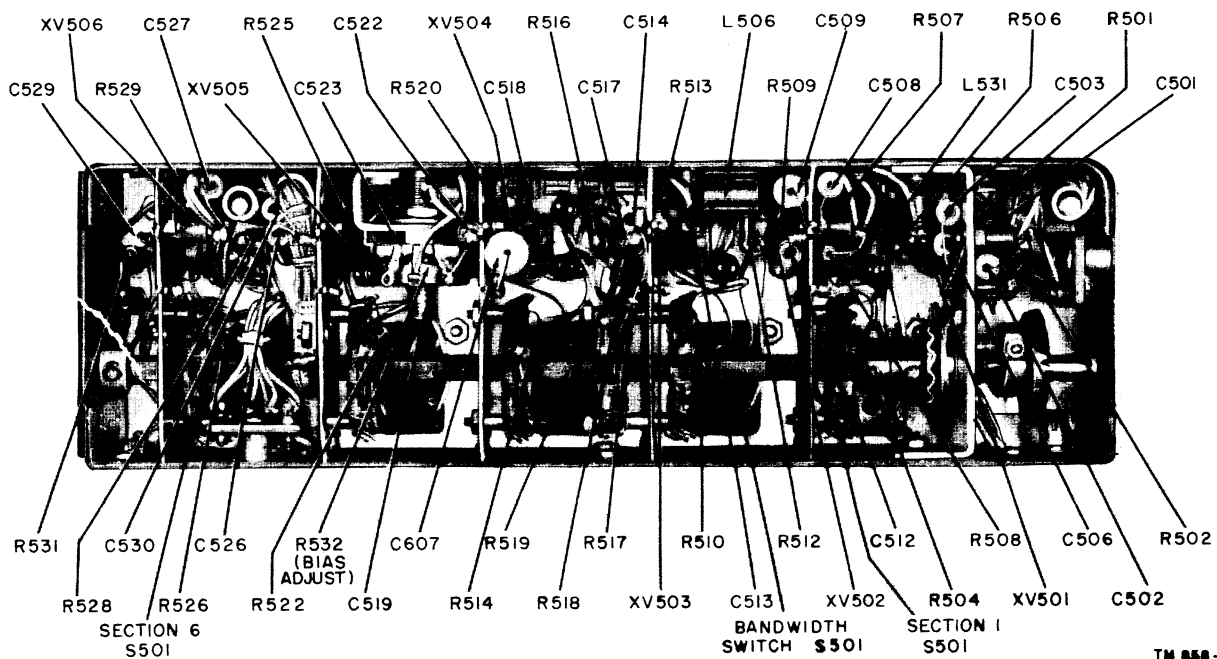 XV506 C527 R525 C522 XV504 R516 C514 L506 C509 R507 R506 R501
C529 R529 XV505 C523 R520 C518 C517 R513 R509 C508 L531 C503 C501
R531 C530 C526 R532 C607 R519 R517 R510 R512 C512 R508 C506 R502
(BIAS
ADJUST)
R528 R526 R522 C519 R514 R518 XV503 C513 XV502 R504 XV501 C502
SECTION 6 BANDWIDTH SECTION 1
S501 SWITCH S501 S501
TM 856-